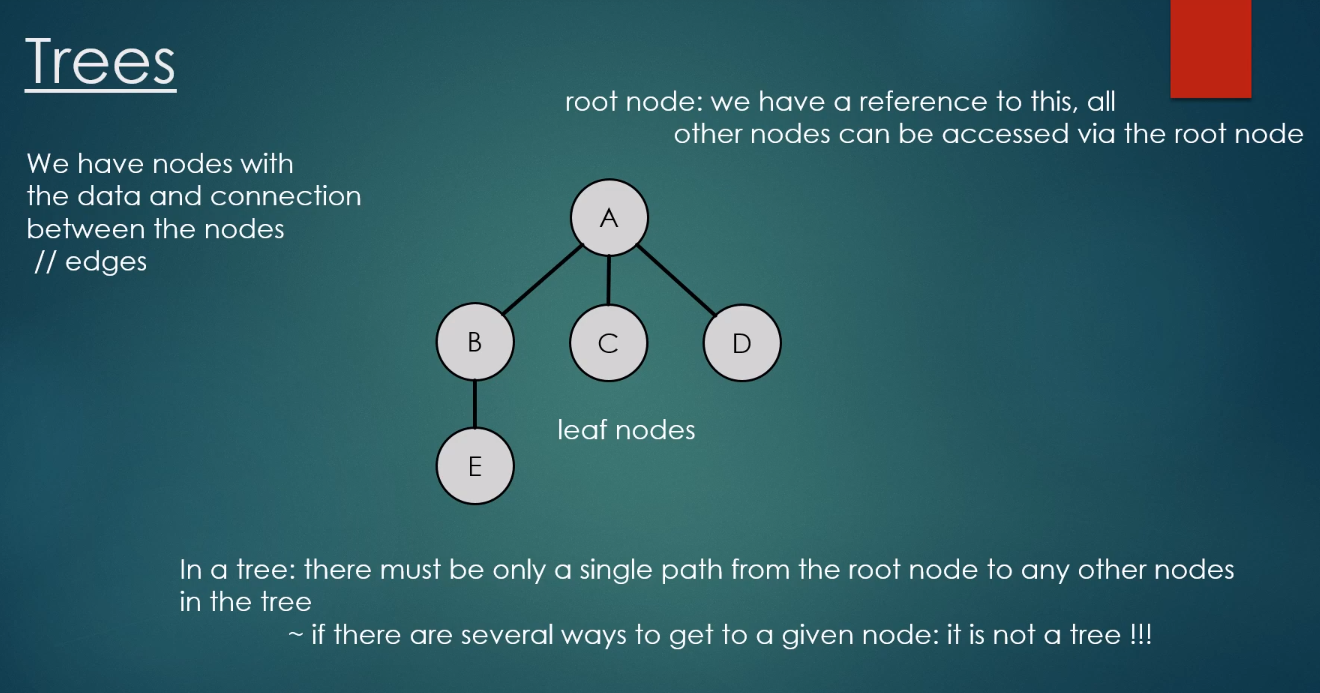 Trees
root node: we have a reference to this, all
other nodes can be accessed via the root node
We have nodes with
the data and connection
between the nodes
// edges
A
B
C
D
leaf nodes
E
In a tree: there must be only a single path from the root node to any other nodes
in the tree
~ if there are several ways to get to a given node: it is not a tree !!!